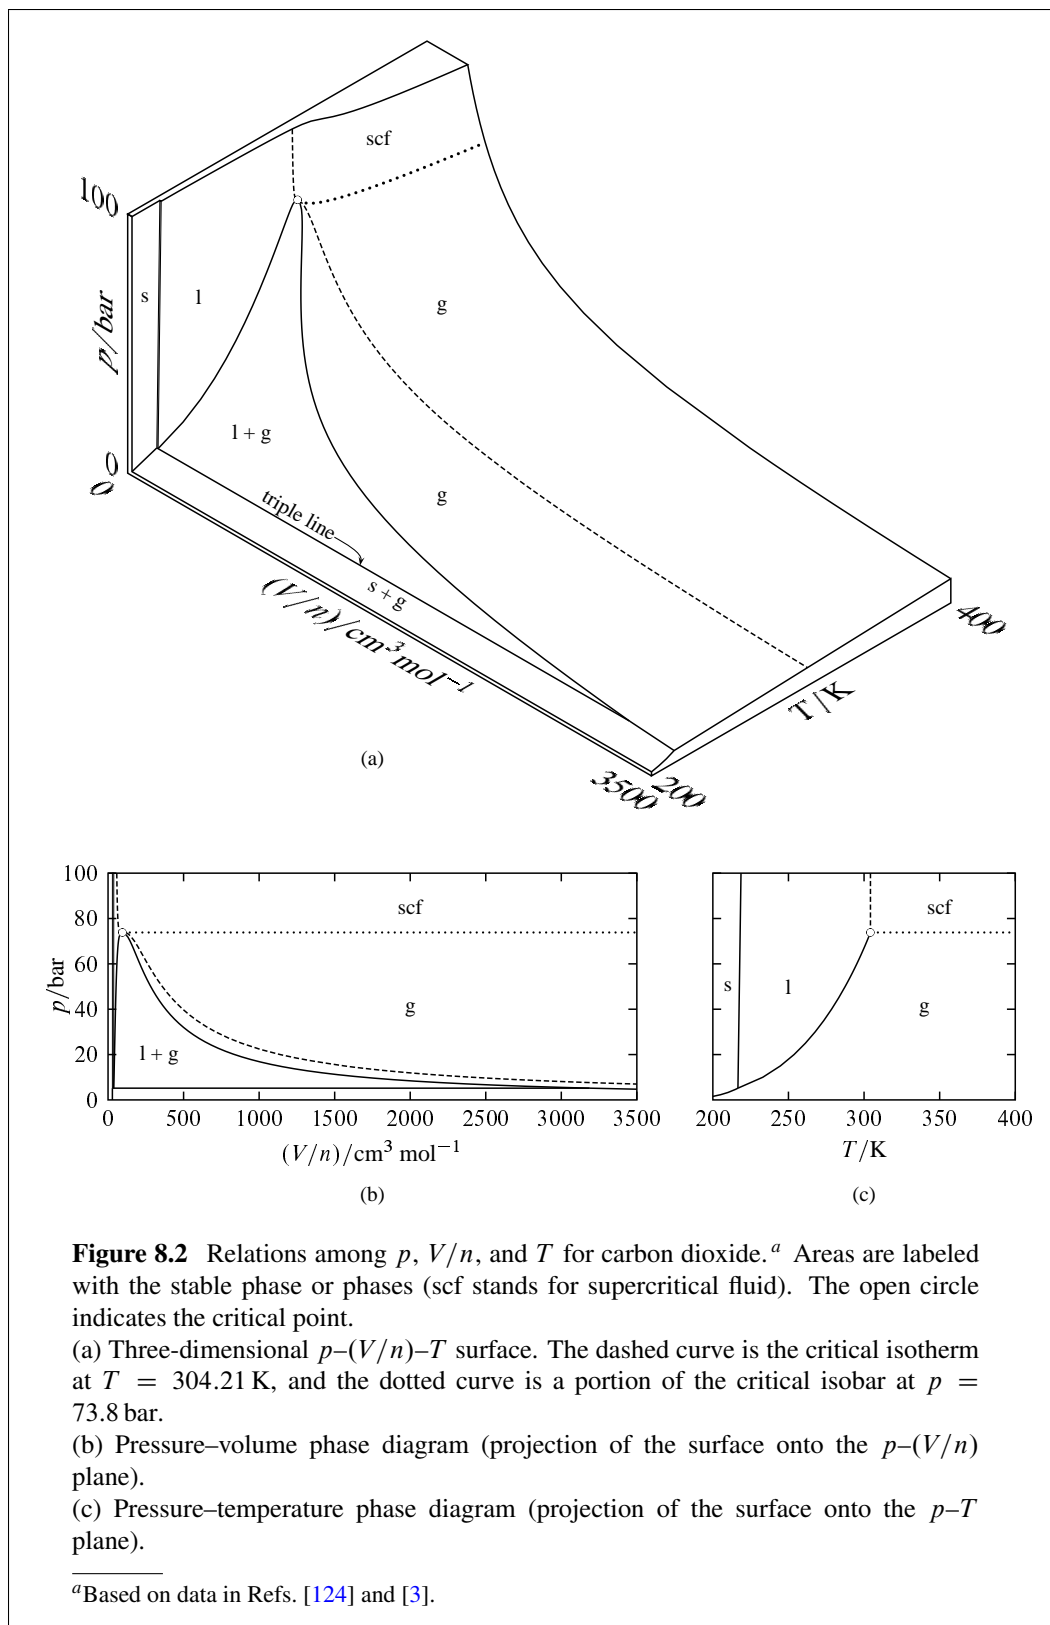 scf
100
s
l
g
p/bar
l + g
0
0
g
triple line
s + g
(V/n)/cm³ mol⁻¹
400
T/K
(a)
3500
200
100
80
60
40
20
0
p/bar
scf
g
l + g
0 500 1000 1500 2000 2500 3000 3500
(V/n)/cm³ mol⁻¹
(b)
scf
s
l
g
200 250 300 350 400
T/K
(c)
Figure 8.2 Relations among p, V/n, and T for carbon dioxide.ᵃ Areas are labeled
with the stable phase or phases (scf stands for supercritical fluid). The open circle
indicates the critical point.
(a) Three-dimensional p–(V/n)–T surface. The dashed curve is the critical isotherm
at T = 304.21 K, and the dotted curve is a portion of the critical isobar at p =
73.8 bar.
(b) Pressure–volume phase diagram (projection of the surface onto the p–(V/n)
plane).
(c) Pressure–temperature phase diagram (projection of the surface onto the p–T
plane).
ᵃBased on data in Refs. [124] and [3].